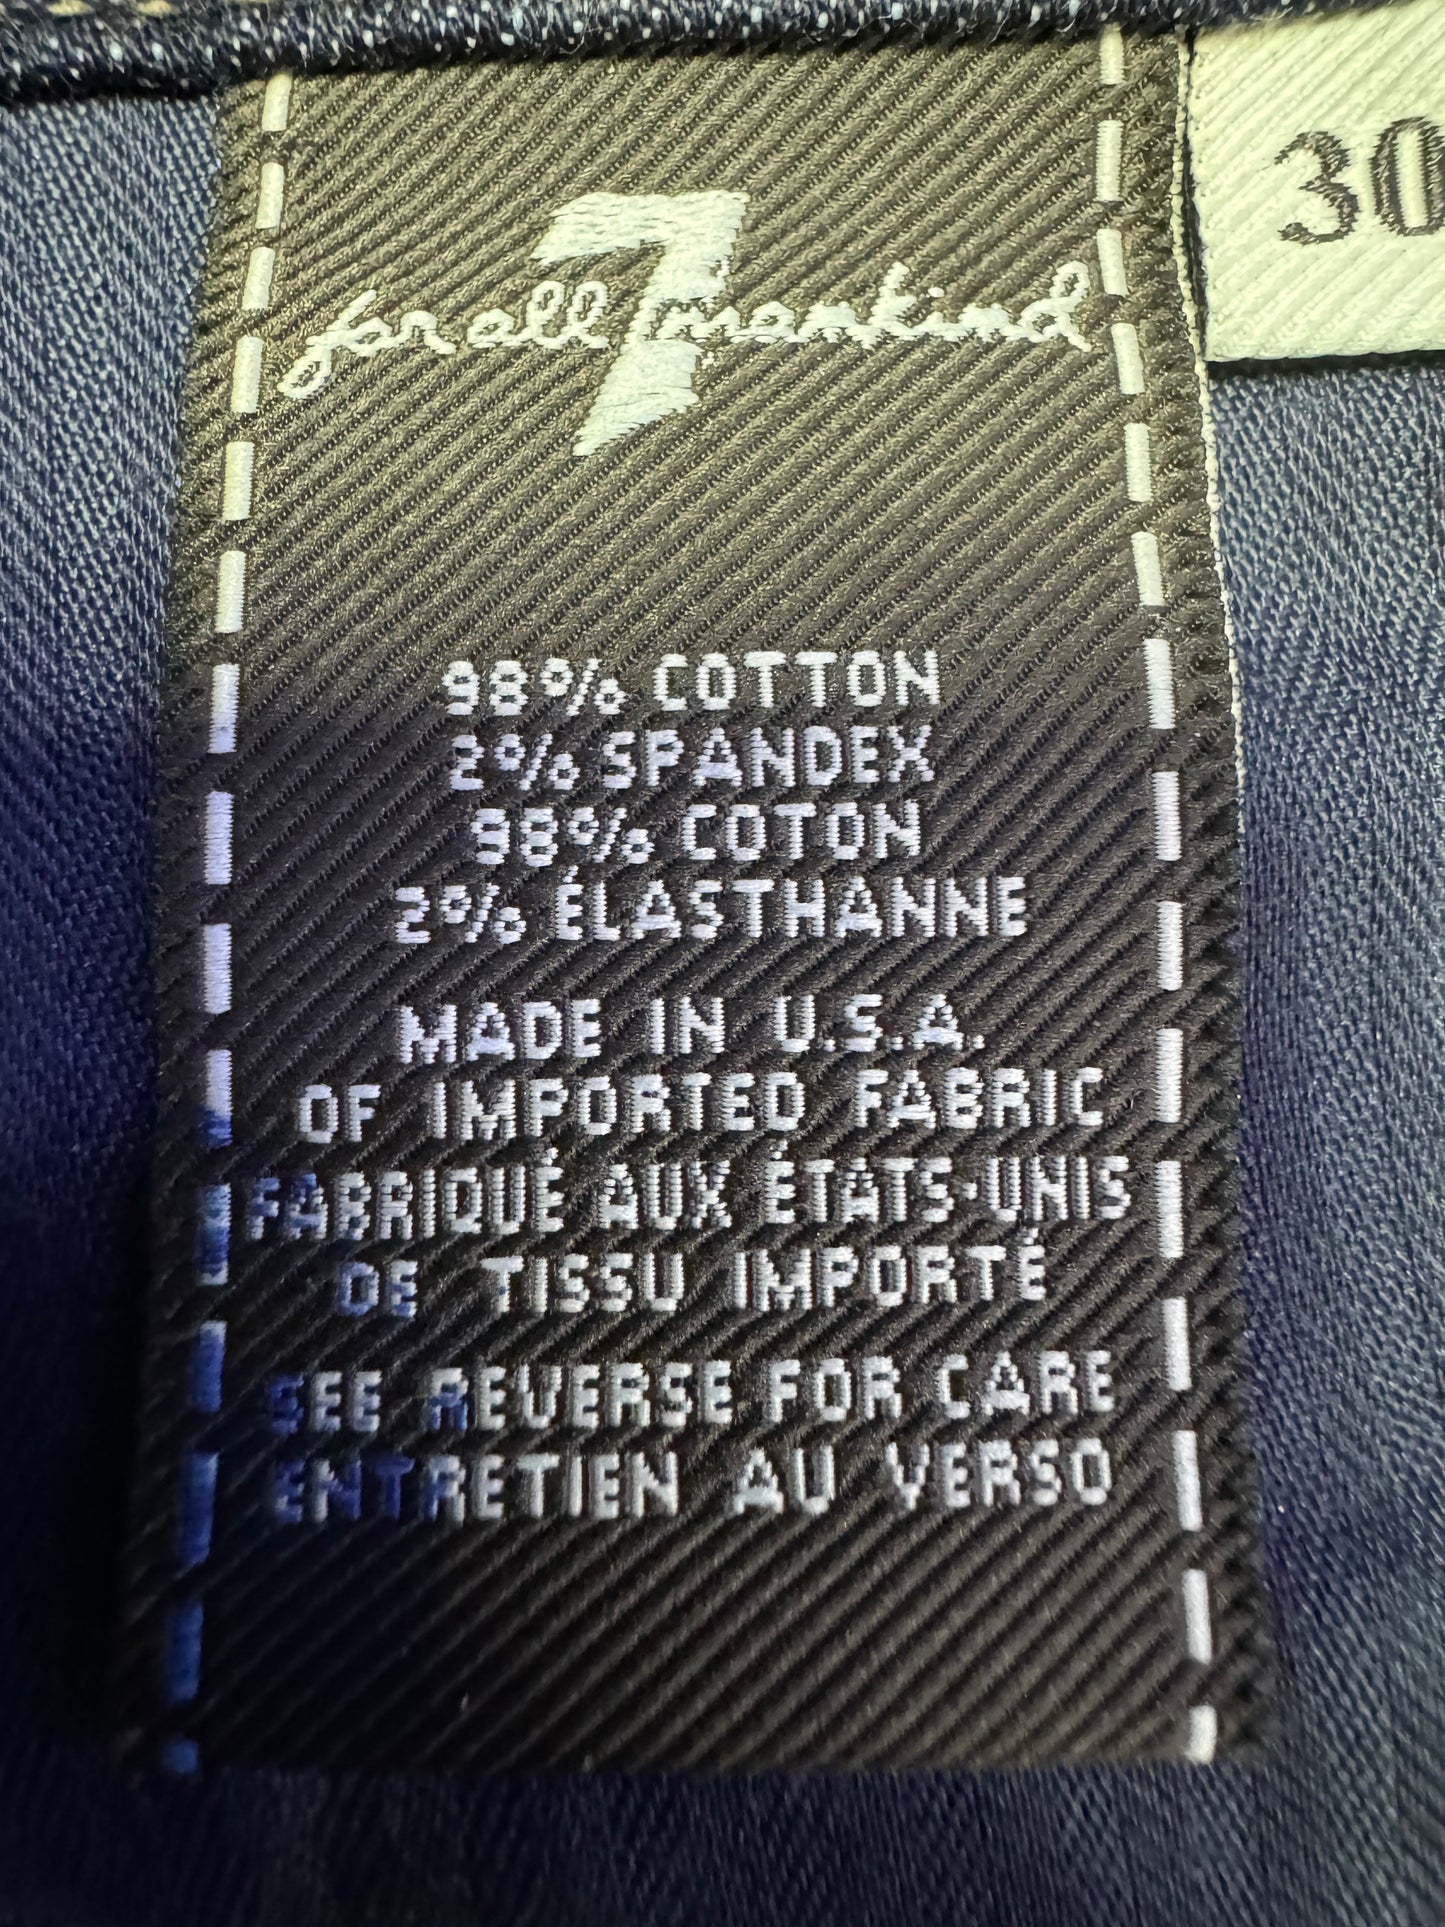 7
for all mankind
30
98% COTTON
2% SPANDEX
98% COTON
2% ÉLASTHANNE
MADE IN U.S.A.
OF IMPORTED FABRIC
FABRIQUÉ AUX ÉTATS-UNIS
DE TISSU IMPORTÉ
SEE REVERSE FOR CARE
ENTRETIEN AU VERSO